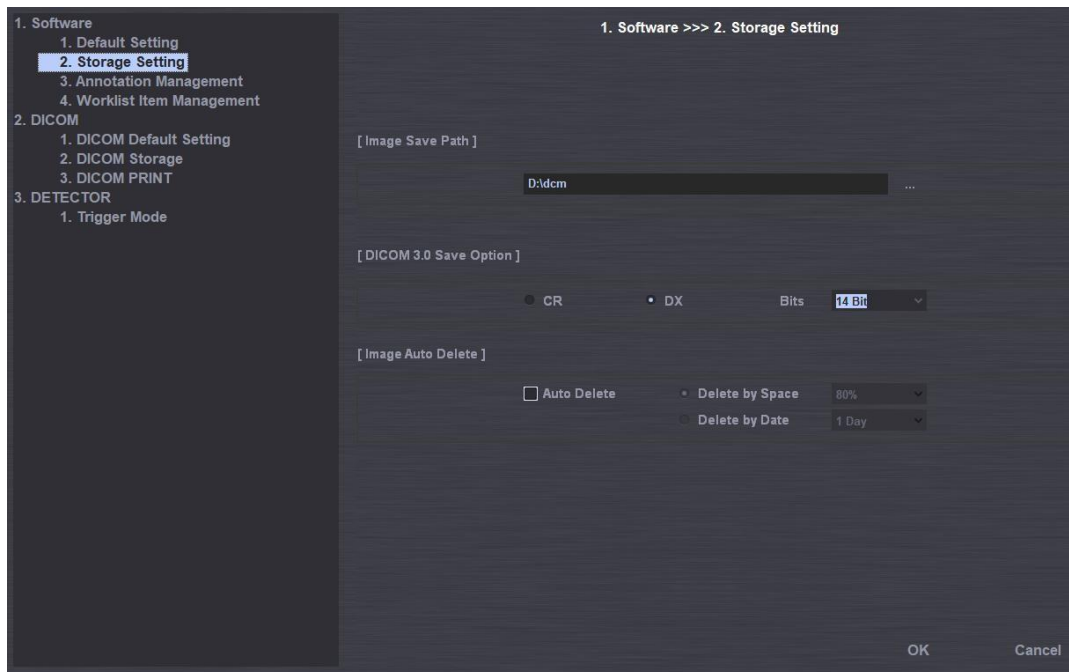 1. Software
1. Default Setting
2. Storage Setting
3. Annotation Management
4. Worklist Item Management
2. DICOM
1. DICOM Default Setting
2. DICOM Storage
3. DICOM PRINT
3. DETECTOR
1. Trigger Mode
1. Software >>> 2. Storage Setting
[ Image Save Path ]
D:\dcm ...
[ DICOM 3.0 Save Option ]
CR DX Bits 14 Bit
[ Image Auto Delete ]
Auto Delete Delete by Space 80%
Delete by Date 1 Day
OK Cancel